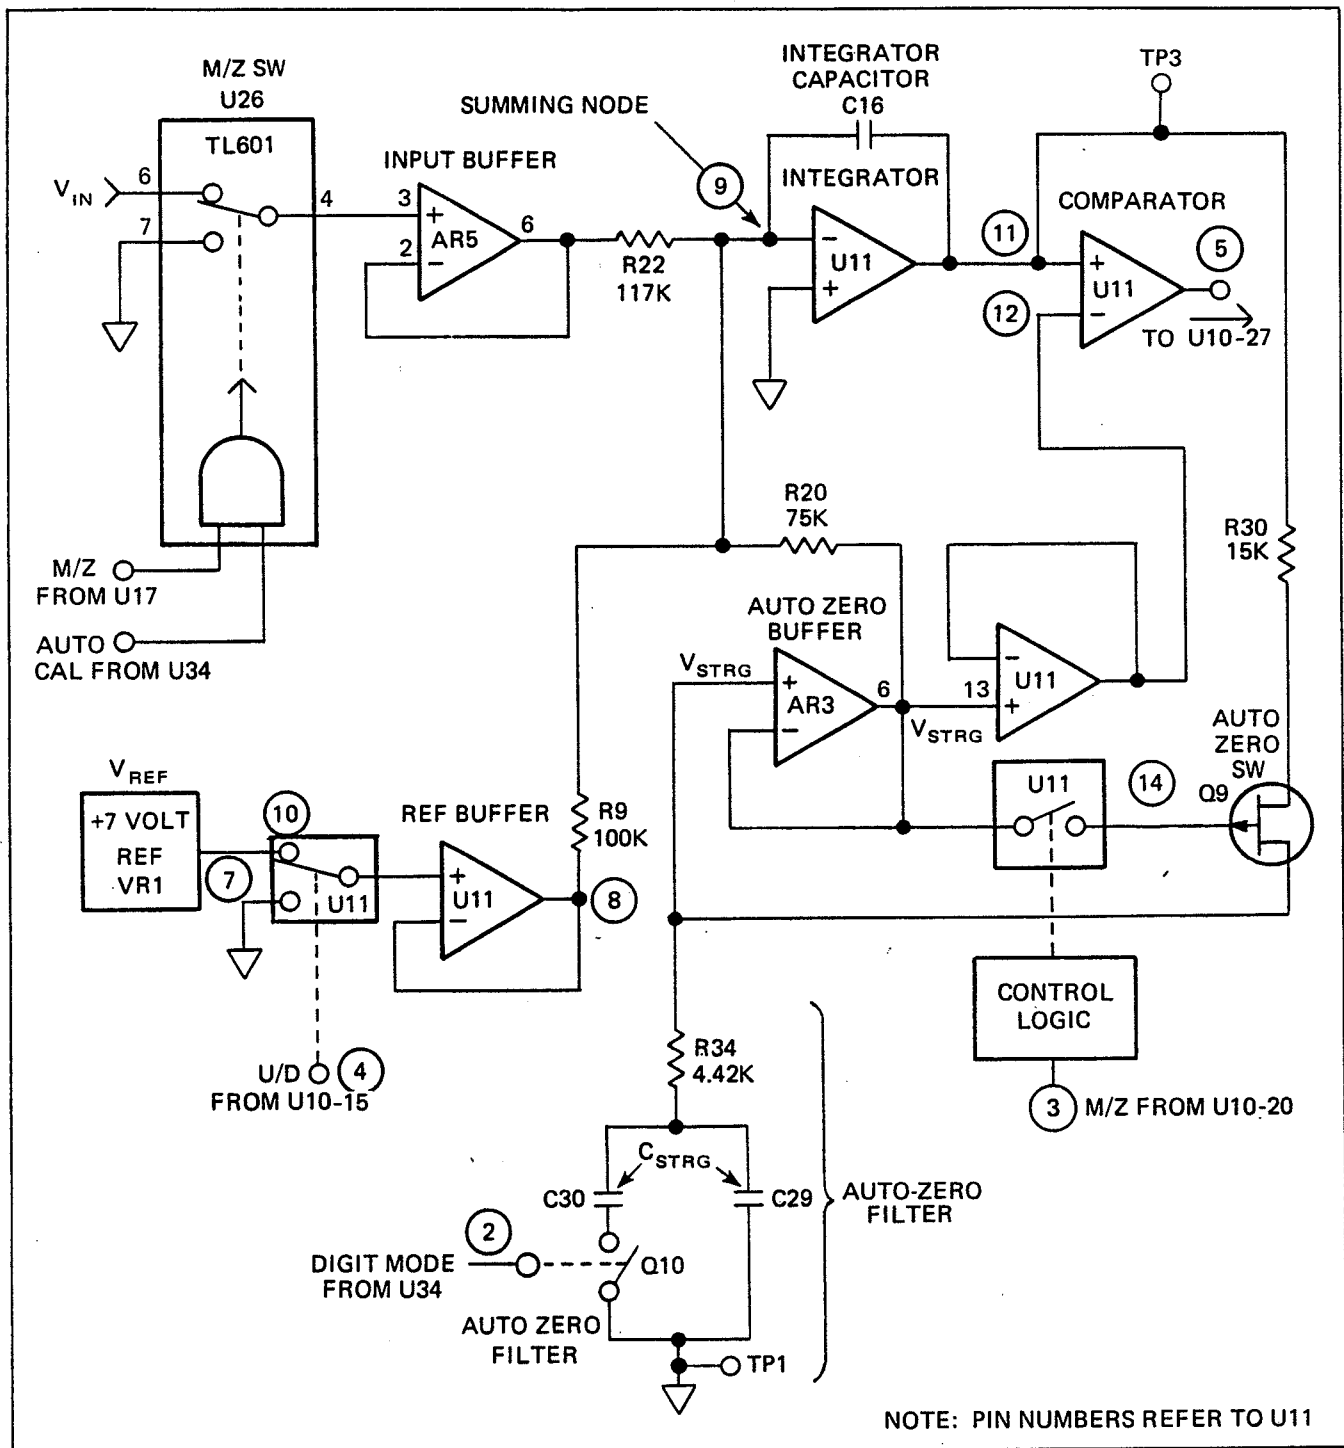 INTEGRATOR
CAPACITOR
C16
TP3
M/Z SW
U26
TL601
SUMMING NODE
INPUT BUFFER
INTEGRATOR
COMPARATOR
V_IN
6
7
4
3
2
+
−
AR5
6
R22
117K
9
−
+
U11
11
12
+
−
U11
5
TO U10-27
R20
75K
R30
15K
M/Z
FROM U17
AUTO
CAL FROM U34
AUTO ZERO
BUFFER
V_STRG
+
−
AR3
6
V_STRG
13
−
+
U11
AUTO
ZERO
SW
Q9
U11
14
V_REF
+7 VOLT
REF
VR1
7
10
U11
REF BUFFER
+
−
U11
R9
100K
8
CONTROL
LOGIC
U/D
4
FROM U10-15
3
M/Z FROM U10-20
R34
4.42K
C_STRG
C30
C29
AUTO-ZERO
FILTER
2
DIGIT MODE
FROM U34
Q10
AUTO ZERO
FILTER
TP1
NOTE: PIN NUMBERS REFER TO U11